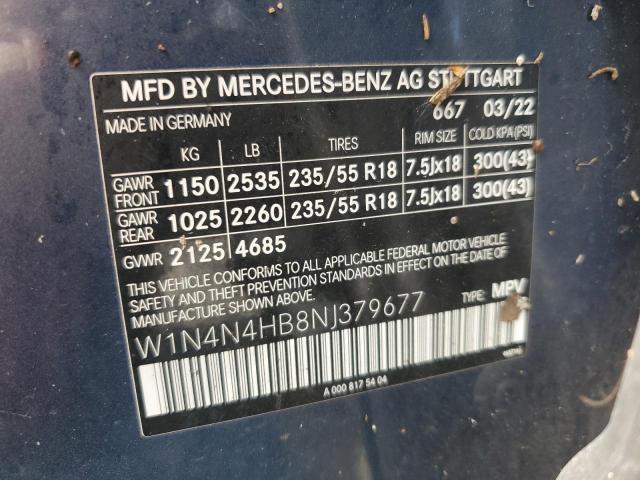 MFD BY MERCEDES-BENZ AG STUTTGART
MADE IN GERMANY 667 03/22
KG LB TIRES RIM SIZE COLD KPA(PSI)
GAWR FRONT 1150 2535 235/55 R18 7.5Jx18 300(43)
GAWR REAR 1025 2260 235/55 R18 7.5Jx18 300(43)
GVWR 2125 4685
THIS VEHICLE CONFORMS TO ALL APPLICABLE FEDERAL MOTOR VEHICLE
SAFETY AND THEFT PREVENTION STANDARDS IN EFFECT ON THE DATE OF
MANUFACTURE SHOWN ABOVE.
W1N4N4HB8NJ379677 TYPE: MPV
A 000 817 54 04